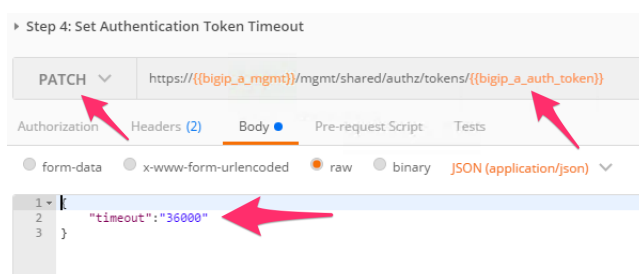 Step 4: Set Authentication Token Timeout
PATCH https://{{bigip_a_mgmt}}/mgmt/shared/authz/tokens/{{bigip_a_auth_token}}
Authorization Headers (2) Body Pre-request Script Tests
form-data x-www-form-urlencoded raw binary JSON (application/json)
1 {
2 "timeout":"36000"
3 }